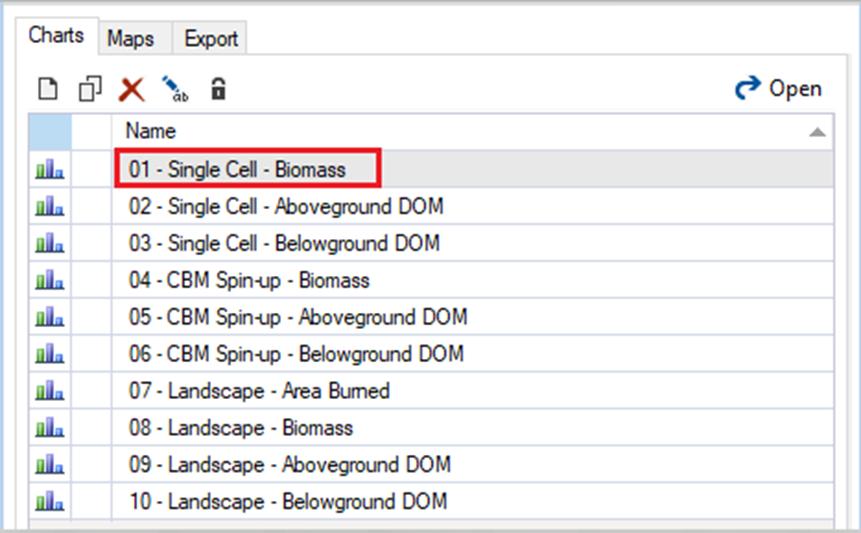 Charts Maps Export
ab Open
Name
01 - Single Cell - Biomass
02 - Single Cell - Aboveground DOM
03 - Single Cell - Belowground DOM
04 - CBM Spin-up - Biomass
05 - CBM Spin-up - Aboveground DOM
06 - CBM Spin-up - Belowground DOM
07 - Landscape - Area Burned
08 - Landscape - Biomass
09 - Landscape - Aboveground DOM
10 - Landscape - Belowground DOM